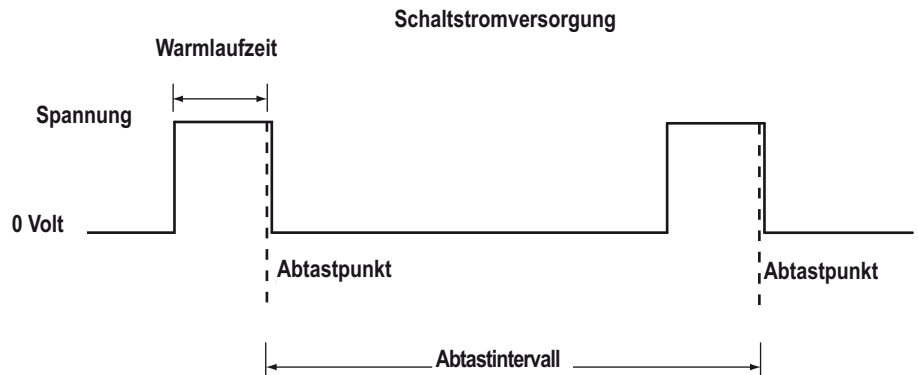 Schaltstromversorgung
Warmlaufzeit
Spannung
0 Volt
Abtastpunkt
Abtastpunkt
Abtastintervall